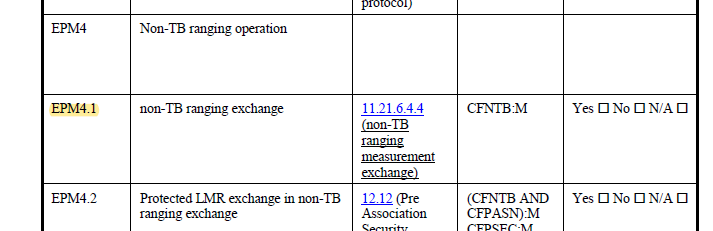 protocol)
EPM4 Non-TB ranging operation
EPM4.1 non-TB ranging exchange 11.21.6.4.4 CFNTB:M Yes ☐ No ☐ N/A ☐
(non-TB
ranging
measurement
exchange)
EPM4.2 Protected LMR exchange in non-TB 12.12 (Pre (CFNTB AND Yes ☐ No ☐ N/A ☐
ranging exchange Association CFPASN):M
Security CFPSEC:M